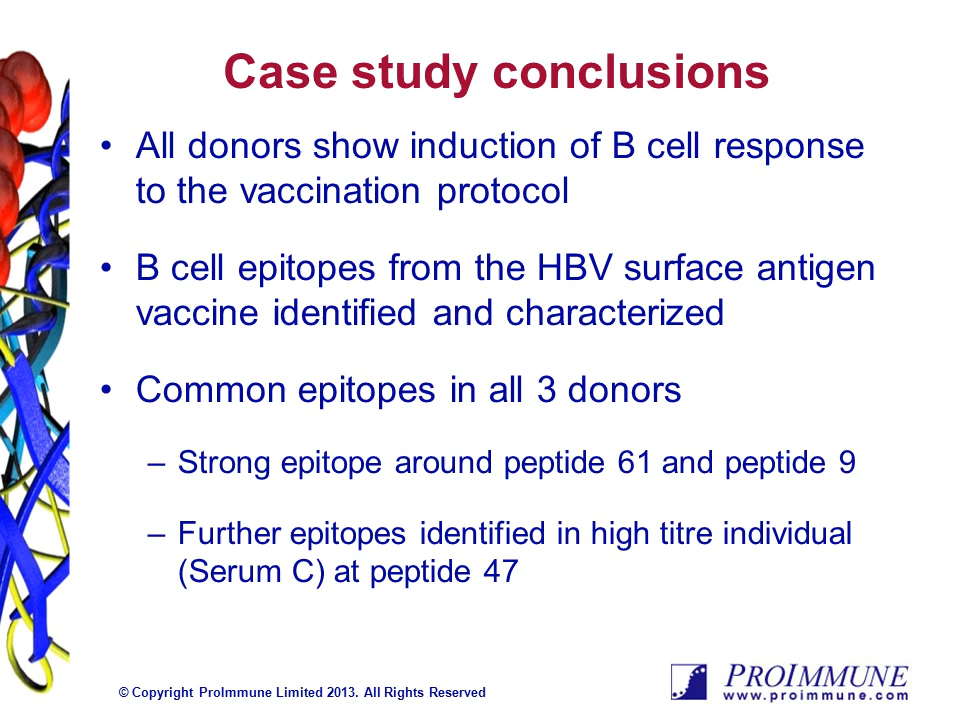 Case study conclusions
• All donors show induction of B cell response
to the vaccination protocol
• B cell epitopes from the HBV surface antigen
vaccine identified and characterized
• Common epitopes in all 3 donors
– Strong epitope around peptide 61 and peptide 9
– Further epitopes identified in high titre individual
(Serum C) at peptide 47
© Copyright ProImmune Limited 2013. All Rights Reserved
PROIMMUNE
www.proimmune.com